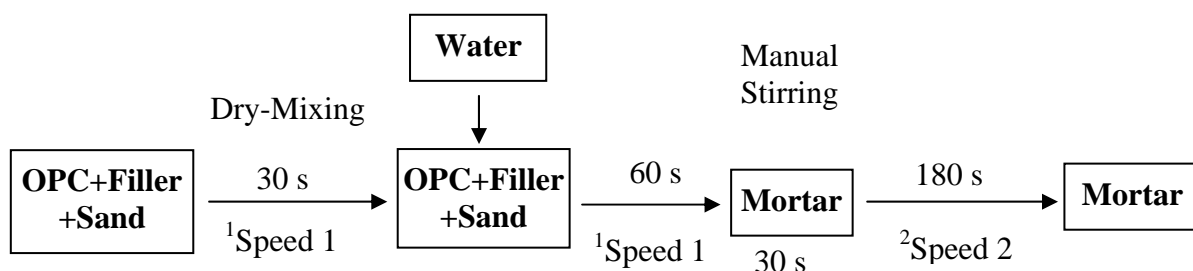 Water
Manual
Stirring
Dry-Mixing
OPC+Filler
+Sand
30 s
¹Speed 1
OPC+Filler
+Sand
60 s
¹Speed 1
Mortar
30 s
180 s
²Speed 2
Mortar